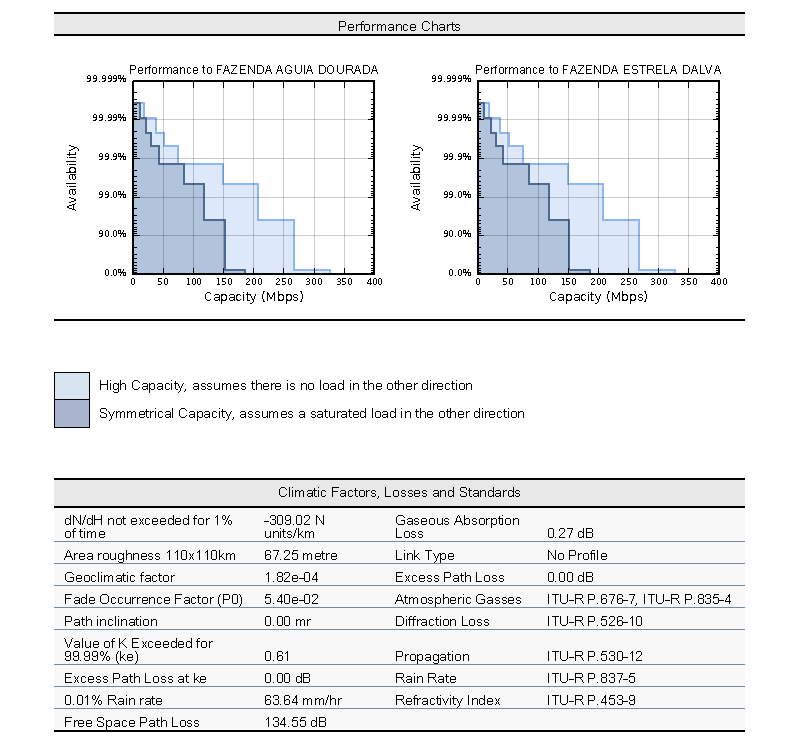 Performance Charts
Performance to FAZENDA AGUIA DOURADA
99.999%
99.99%
99.9%
99.0%
90.0%
0.0%
Availability
0 50 100 150 200 250 300 350 400
Capacity (Mbps)
Performance to FAZENDA ESTRELA DALVA
99.999%
99.99%
99.9%
99.0%
90.0%
0.0%
Availability
0 50 100 150 200 250 300 350 400
Capacity (Mbps)
High Capacity, assumes there is no load in the other direction
Symmetrical Capacity, assumes a saturated load in the other direction
Climatic Factors, Losses and Standards
dN/dH not exceeded for 1% of time -309.02 N units/km Gaseous Absorption Loss 0.27 dB
Area roughness 110x110km 67.25 metre Link Type No Profile
Geoclimatic factor 1.82e-04 Excess Path Loss 0.00 dB
Fade Occurrence Factor (P0) 5.40e-02 Atmospheric Gasses ITU-R P.676-7, ITU-R P.835-4
Path inclination 0.00 mr Diffraction Loss ITU-R P.526-10
Value of K Exceeded for 99.99% (ke) 0.61 Propagation ITU-R P.530-12
Excess Path Loss at ke 0.00 dB Rain Rate ITU-R P.837-5
0.01% Rain rate 63.64 mm/hr Refractivity Index ITU-R P.453-9
Free Space Path Loss 134.55 dB